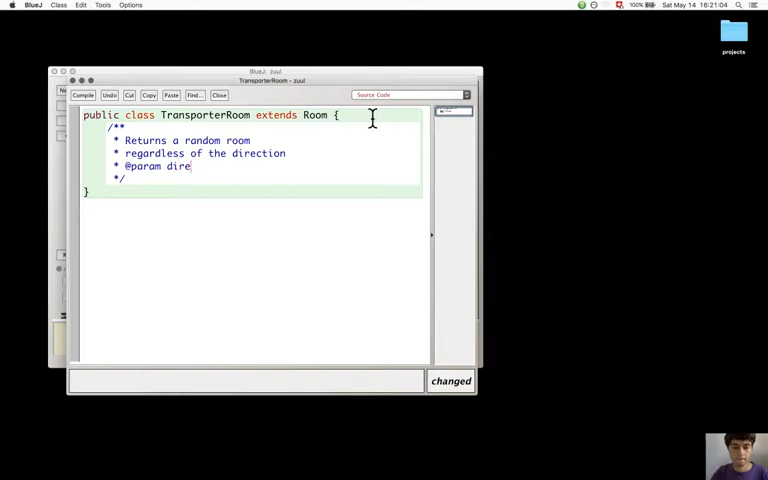 BlueJ Class Edit Tools Options 100% Sat May 14 16:21:04
projects
BlueJ: zuul
TransporterRoom - zuul
Compile Undo Cut Copy Paste Find... Close Source Code
public class TransporterRoom extends Room {
/**
* Returns a random room
* regardless of the direction
* @param dire
*/
}
changed